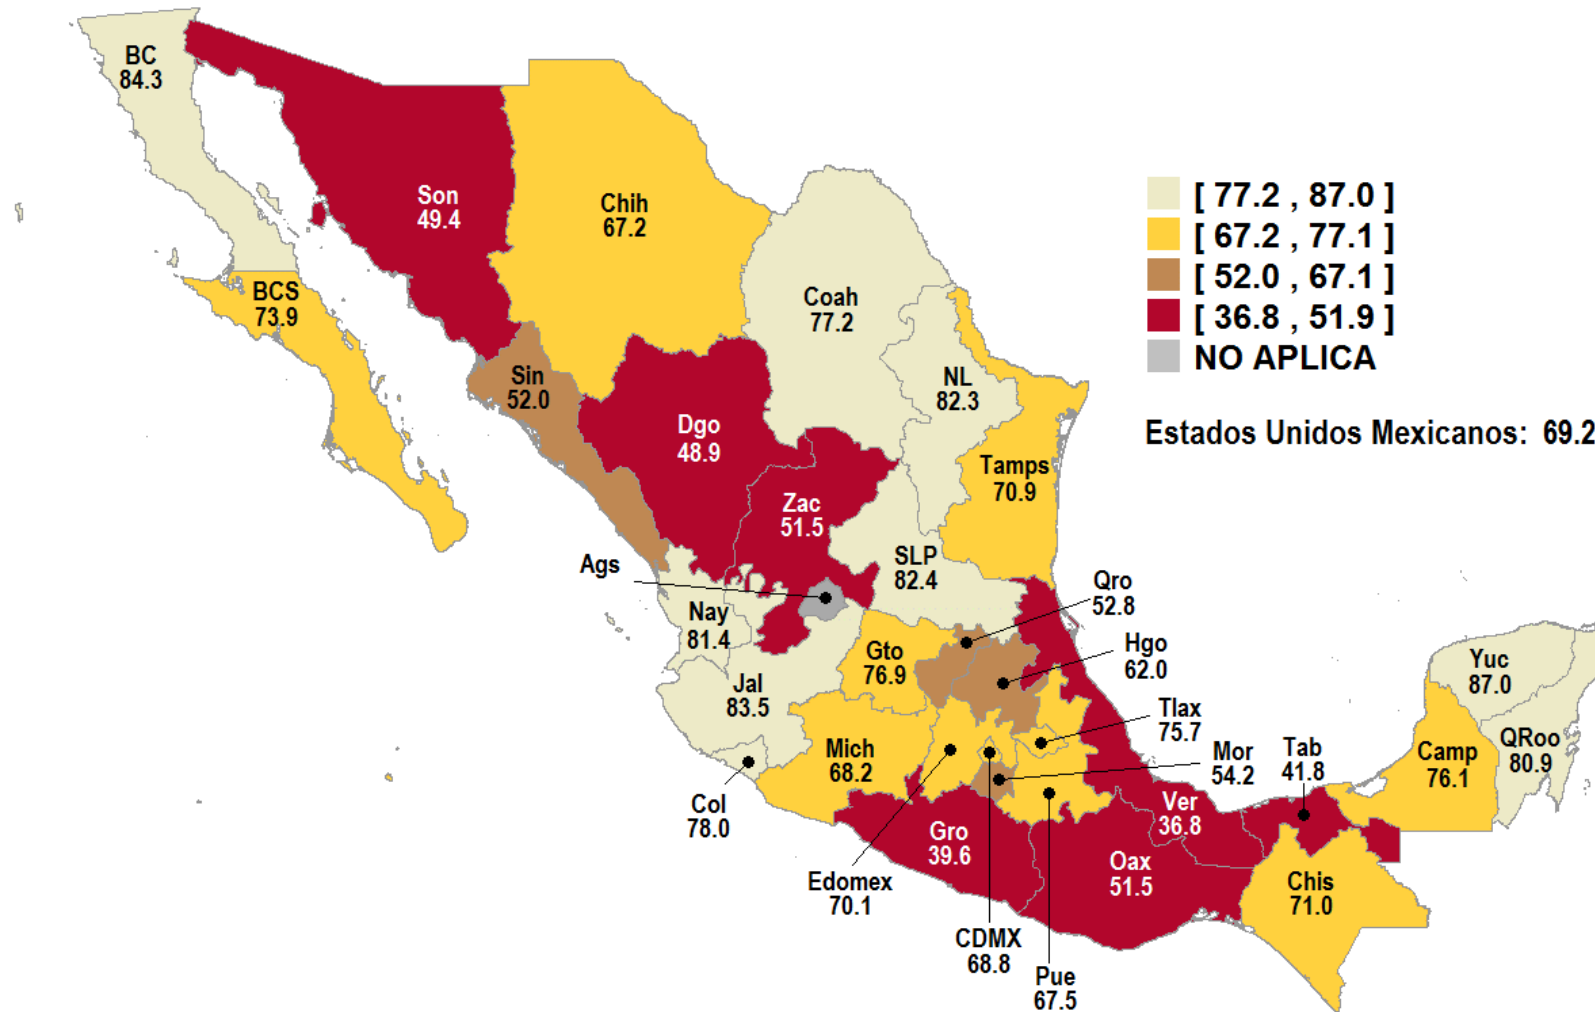 BC
84.3
Son
49.4
Chih
67.2
BCS
73.9
Coah
77.2
Sin
52.0
NL
82.3
Dgo
48.9
Tamps
70.9
Zac
51.5
Ags
SLP
82.4
Nay
81.4
Gto
76.9
Qro
52.8
Hgo
62.0
Jal
83.5
Tlax
75.7
Mich
68.2
Mor
54.2
Tab
41.8
Yuc
87.0
QRoo
80.9
Camp
76.1
Col
78.0
Ver
36.8
Gro
39.6
Oax
51.5
Chis
71.0
Edomex
70.1
CDMX
68.8
Pue
67.5
[ 77.2 , 87.0 ]
[ 67.2 , 77.1 ]
[ 52.0 , 67.1 ]
[ 36.8 , 51.9 ]
NO APLICA
Estados Unidos Mexicanos: 69.2